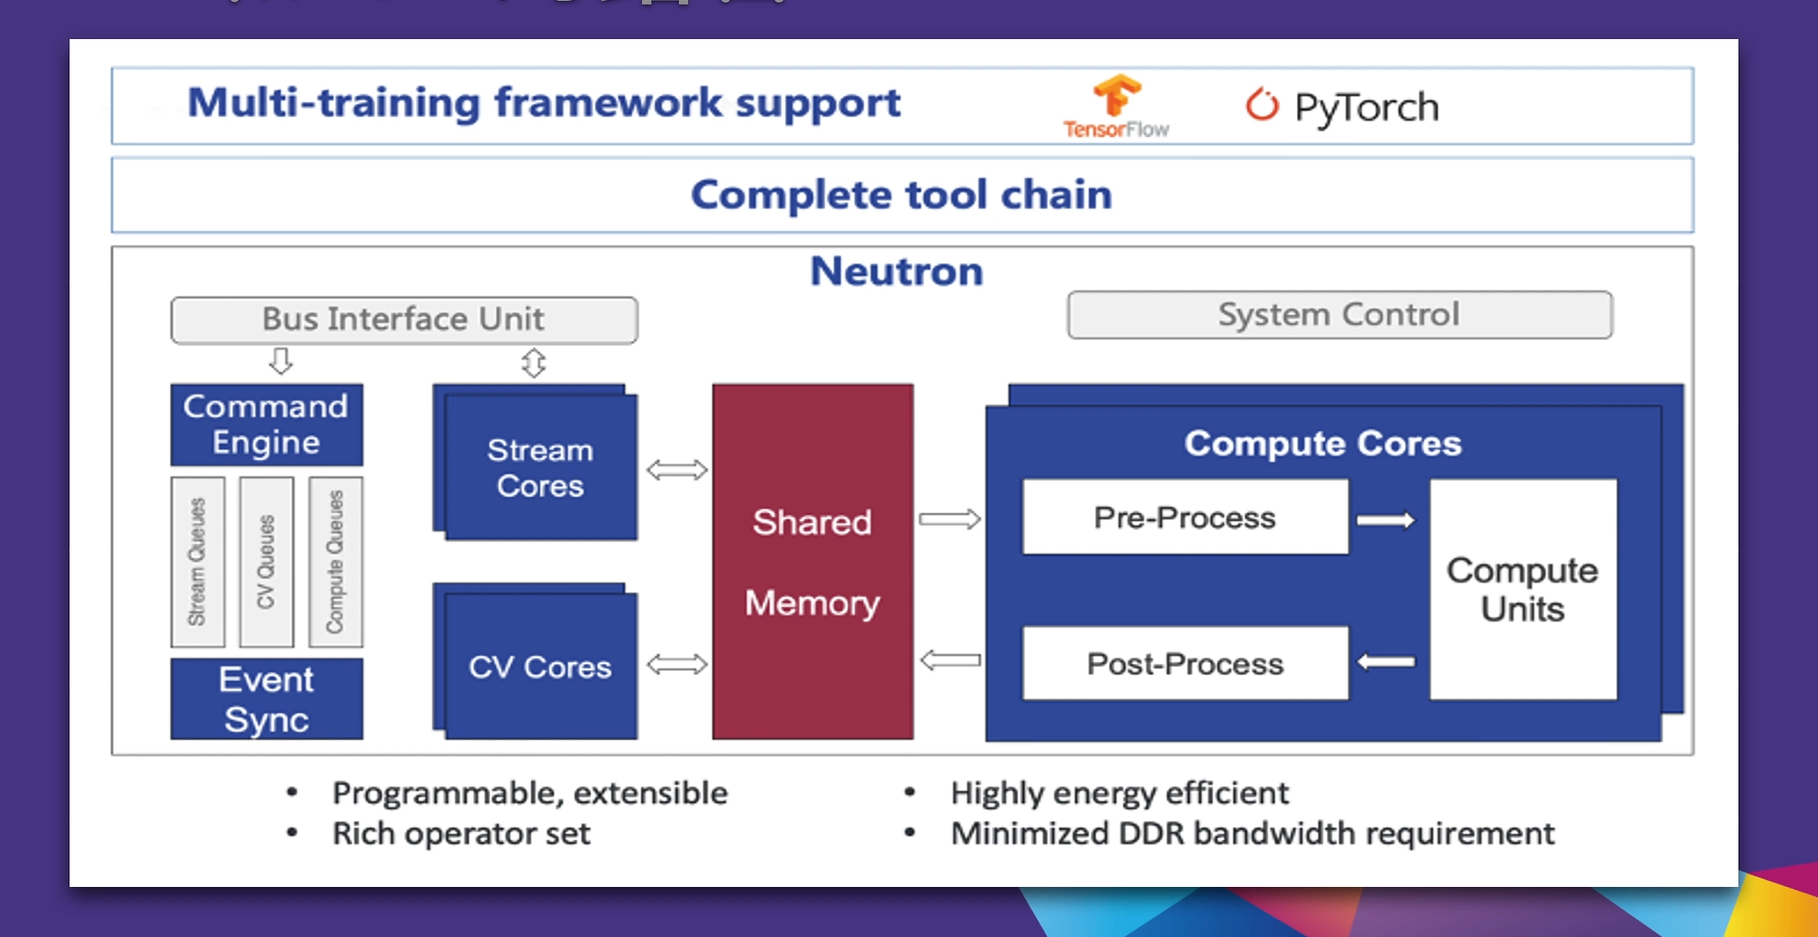 Multi-training framework support
TensorFlow
PyTorch
Complete tool chain
Neutron
Bus Interface Unit
System Control
Command
Engine
Stream Queues
CV Queues
Compute Queues
Event
Sync
Stream
Cores
CV Cores
Shared
Memory
Compute Cores
Pre-Process
Post-Process
Compute
Units
• Programmable, extensible
• Rich operator set
• Highly energy efficient
• Minimized DDR bandwidth requirement